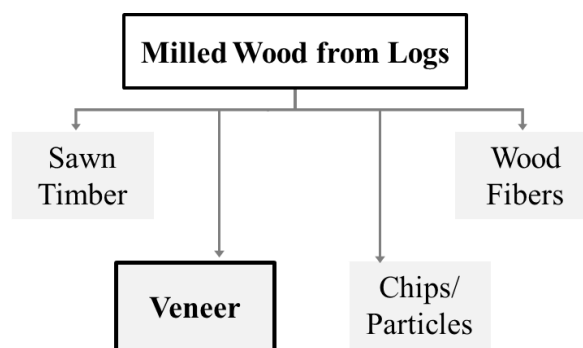 Milled Wood from Logs
Sawn
Timber
Wood
Fibers
Veneer
Chips/
Particles